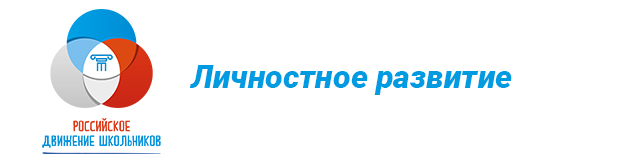 РОССИЙСКОЕ
ДВИЖЕНИЕ ШКОЛЬНИКОВ
Личностное развитие